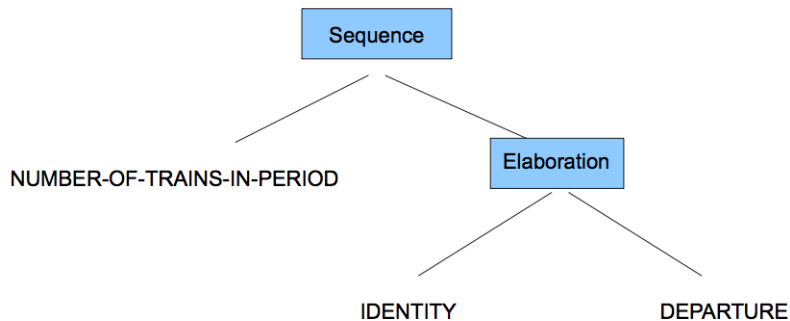 Sequence
Elaboration
NUMBER-OF-TRAINS-IN-PERIOD
IDENTITY
DEPARTURE